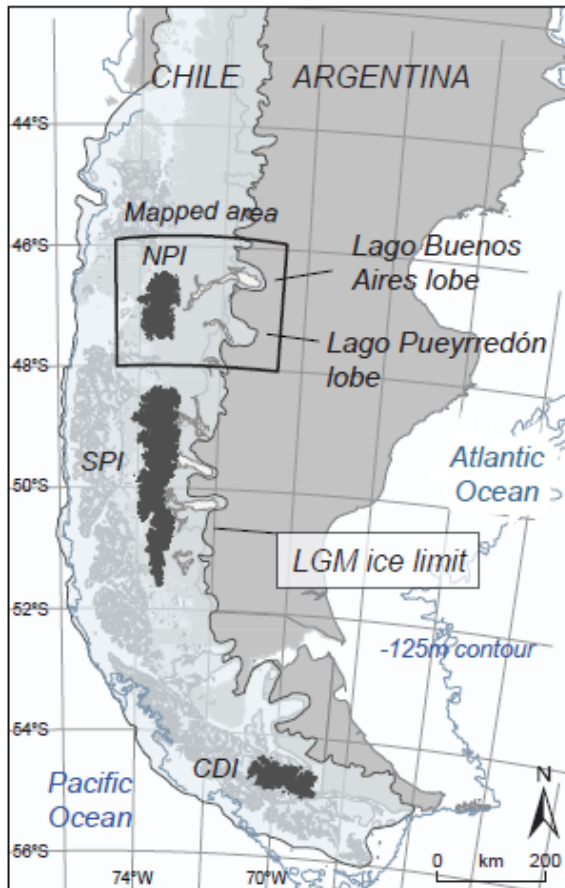 CHILE ARGENTINA
44°S
Mapped area
46°S
NPI
Lago Buenos
Aires lobe
Lago Pueyrredón
lobe
48°S
SPI
50°S
Atlantic
Ocean
LGM ice limit
52°S
-125m contour
54°S
CDI
N
Pacific
Ocean
56°S
74°W
70°W
0 km 200